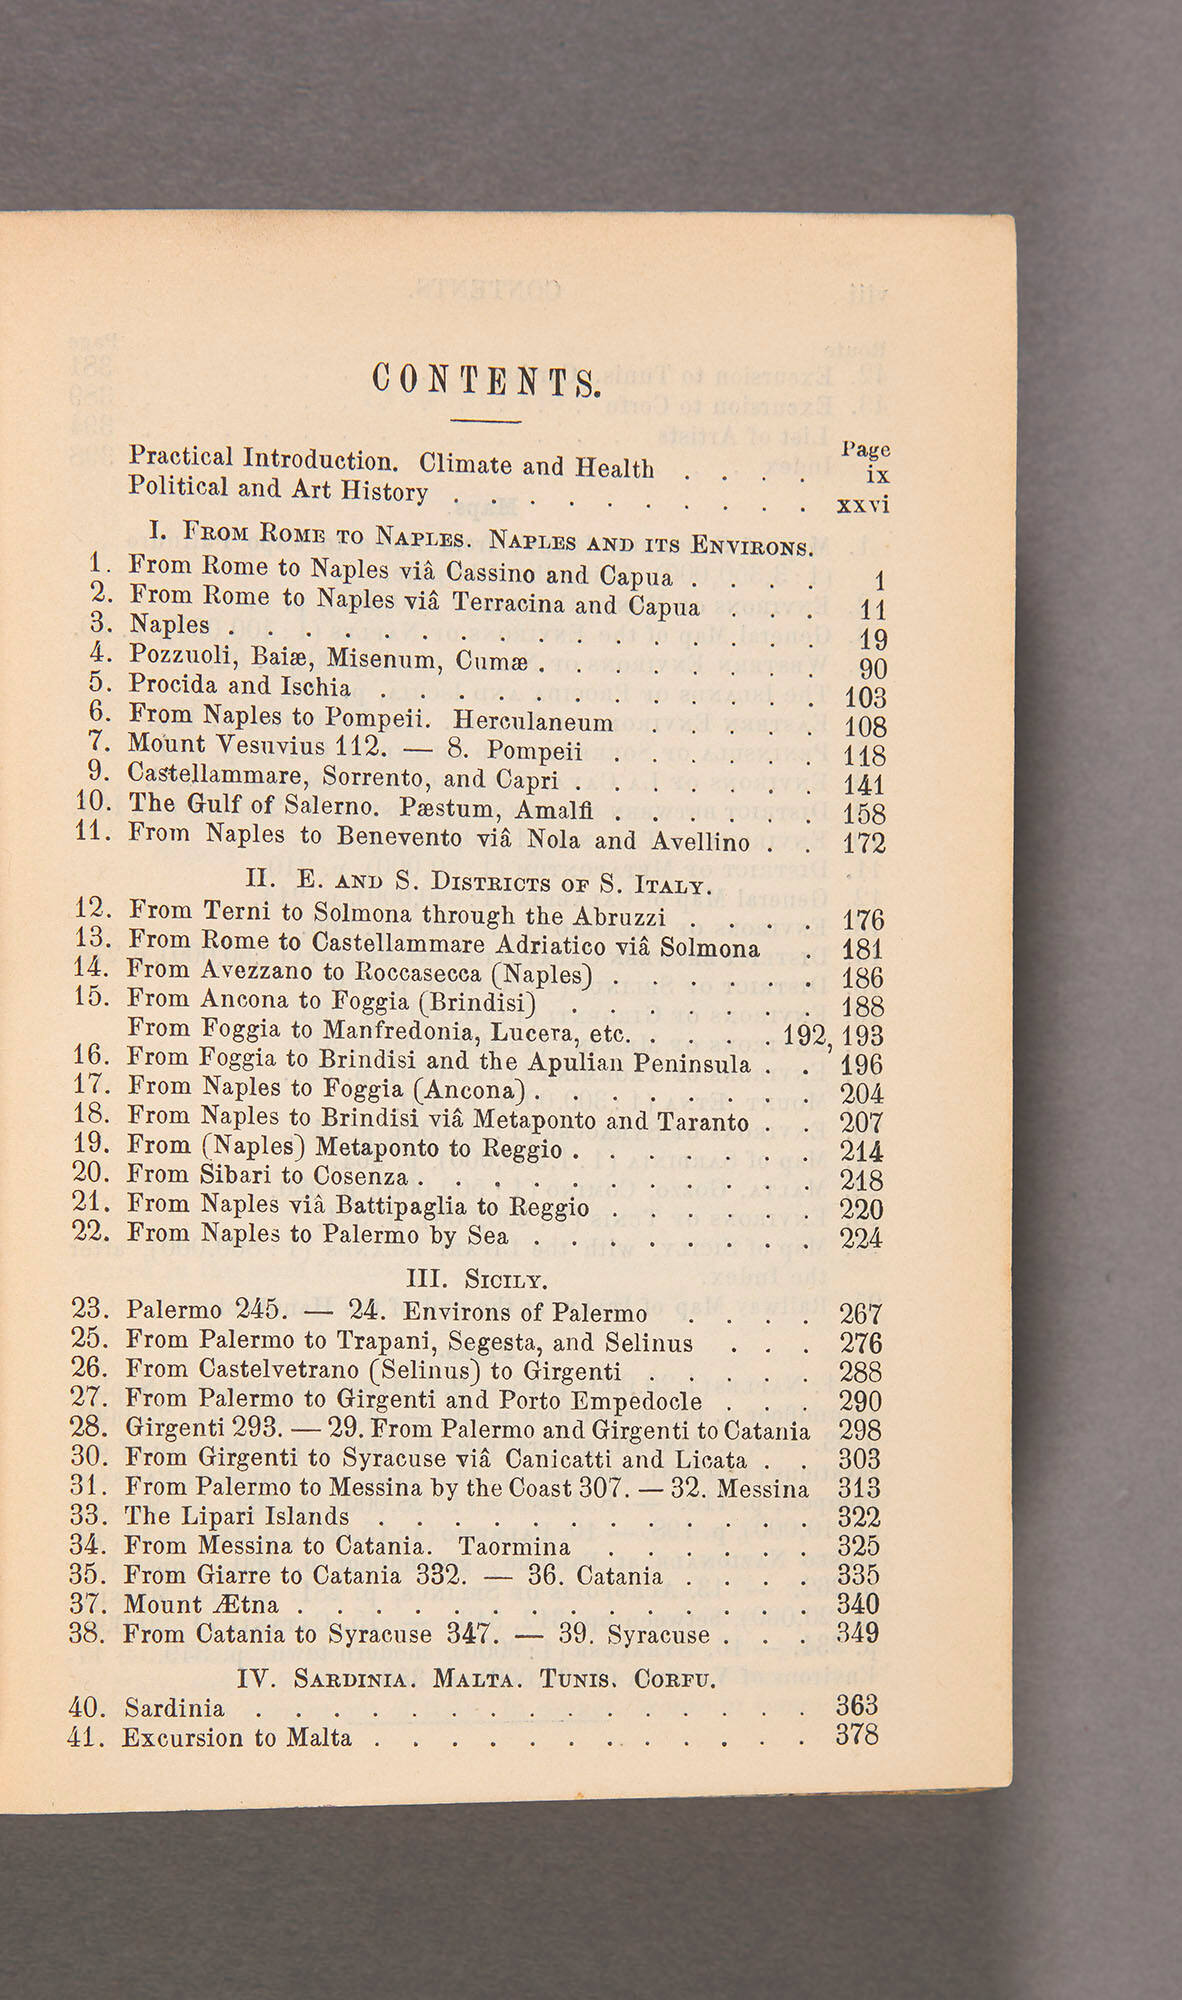 CONTENTS.
Page
Practical Introduction. Climate and Health . . . . ix
Political and Art History . . . . . . . . . . xxvi
I. From Rome to Naples. Naples and its Environs.
1. From Rome to Naples viâ Cassino and Capua . . . . 1
2. From Rome to Naples viâ Terracina and Capua . . . 11
3. Naples . . . . . . . . . . . . . . . . 19
4. Pozzuoli, Baiæ, Misenum, Cumæ . . . . . . . . 90
5. Procida and Ischia . . . . . . . . . . . . 103
6. From Naples to Pompeii. Herculaneum . . . . . 108
7. Mount Vesuvius 112. — 8. Pompeii . . . . . . 118
9. Castellammare, Sorrento, and Capri . . . . . . . 141
10. The Gulf of Salerno. Pæstum, Amalfi . . . . . . 158
11. From Naples to Benevento viâ Nola and Avellino . . 172
II. E. and S. Districts of S. Italy.
12. From Terni to Solmona through the Abruzzi . . . . 176
13. From Rome to Castellammare Adriatico viâ Solmona . 181
14. From Avezzano to Roccasecca (Naples) . . . . . . 186
15. From Ancona to Foggia (Brindisi) . . . . . . . 188
From Foggia to Manfredonia, Lucera, etc. . . . . 192, 193
16. From Foggia to Brindisi and the Apulian Peninsula . . 196
17. From Naples to Foggia (Ancona) . . . . . . . . 204
18. From Naples to Brindisi viâ Metaponto and Taranto . . 207
19. From (Naples) Metaponto to Reggio . . . . . . . 214
20. From Sibari to Cosenza . . . . . . . . . . . 218
21. From Naples viâ Battipaglia to Reggio . . . . . . 220
22. From Naples to Palermo by Sea . . . . . . . . 224
III. Sicily.
23. Palermo 245. — 24. Environs of Palermo . . . . 267
25. From Palermo to Trapani, Segesta, and Selinus . . . 276
26. From Castelvetrano (Selinus) to Girgenti . . . . . 288
27. From Palermo to Girgenti and Porto Empedocle . . . 290
28. Girgenti 293. — 29. From Palermo and Girgenti to Catania 298
30. From Girgenti to Syracuse viâ Canicatti and Licata . . 303
31. From Palermo to Messina by the Coast 307. — 32. Messina 313
33. The Lipari Islands . . . . . . . . . . . . 322
34. From Messina to Catania. Taormina . . . . . . 325
35. From Giarre to Catania 332. — 36. Catania . . . . 335
37. Mount Ætna . . . . . . . . . . . . . . 340
38. From Catania to Syracuse 347. — 39. Syracuse . . . 349
IV. Sardinia. Malta. Tunis. Corfu.
40. Sardinia . . . . . . . . . . . . . . . 363
41. Excursion to Malta . . . . . . . . . . . . 378